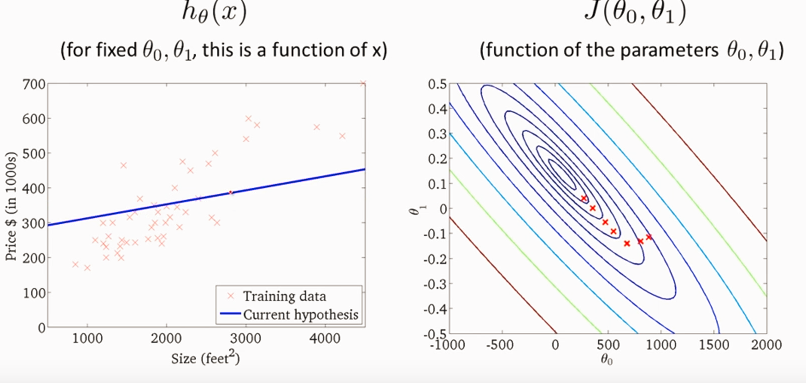 hθ(x)
(for fixed θ₀, θ₁, this is a function of x)
700
600
500
400
300
200
100
0
Price $ (in 1000s)
1000 2000 3000 4000
Size (feet²)
Training data
Current hypothesis
J(θ₀, θ₁)
(function of the parameters θ₀, θ₁)
0.5
0.4
0.3
0.2
0.1
0
-0.1
-0.2
-0.3
-0.4
-0.5
θ₁
-1000 -500 0 500 1000 1500 2000
θ₀